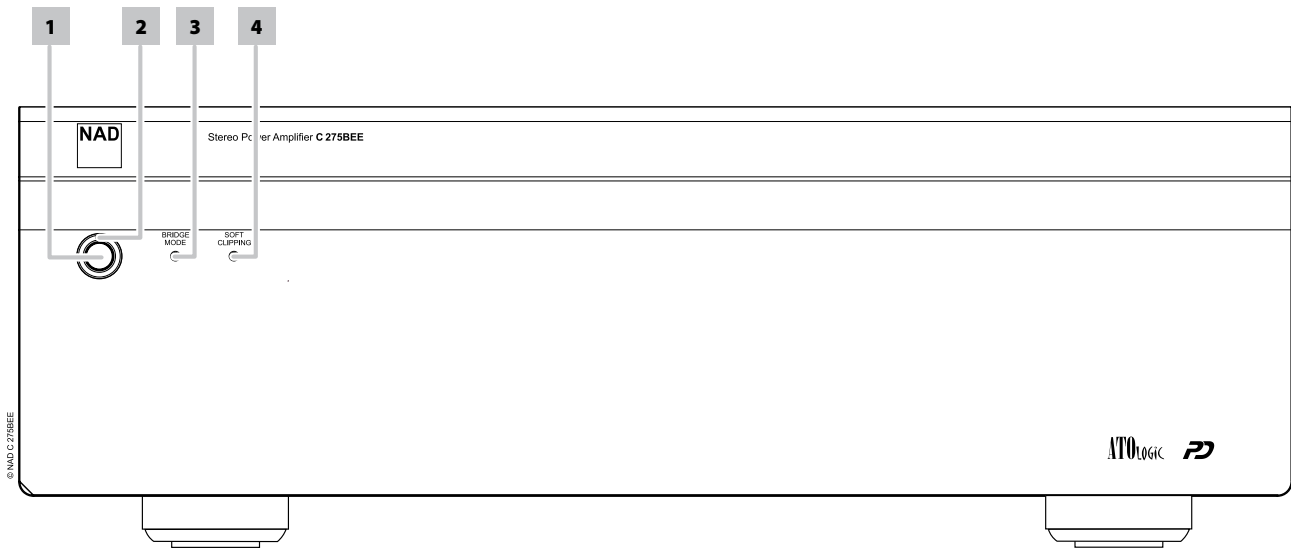 1 2 3 4
NAD
Stereo Power Amplifier C 275BEE
BRIDGE
MODE
SOFT
CLIPPING
© NAD C 275BEE
ATOLOGIC PD